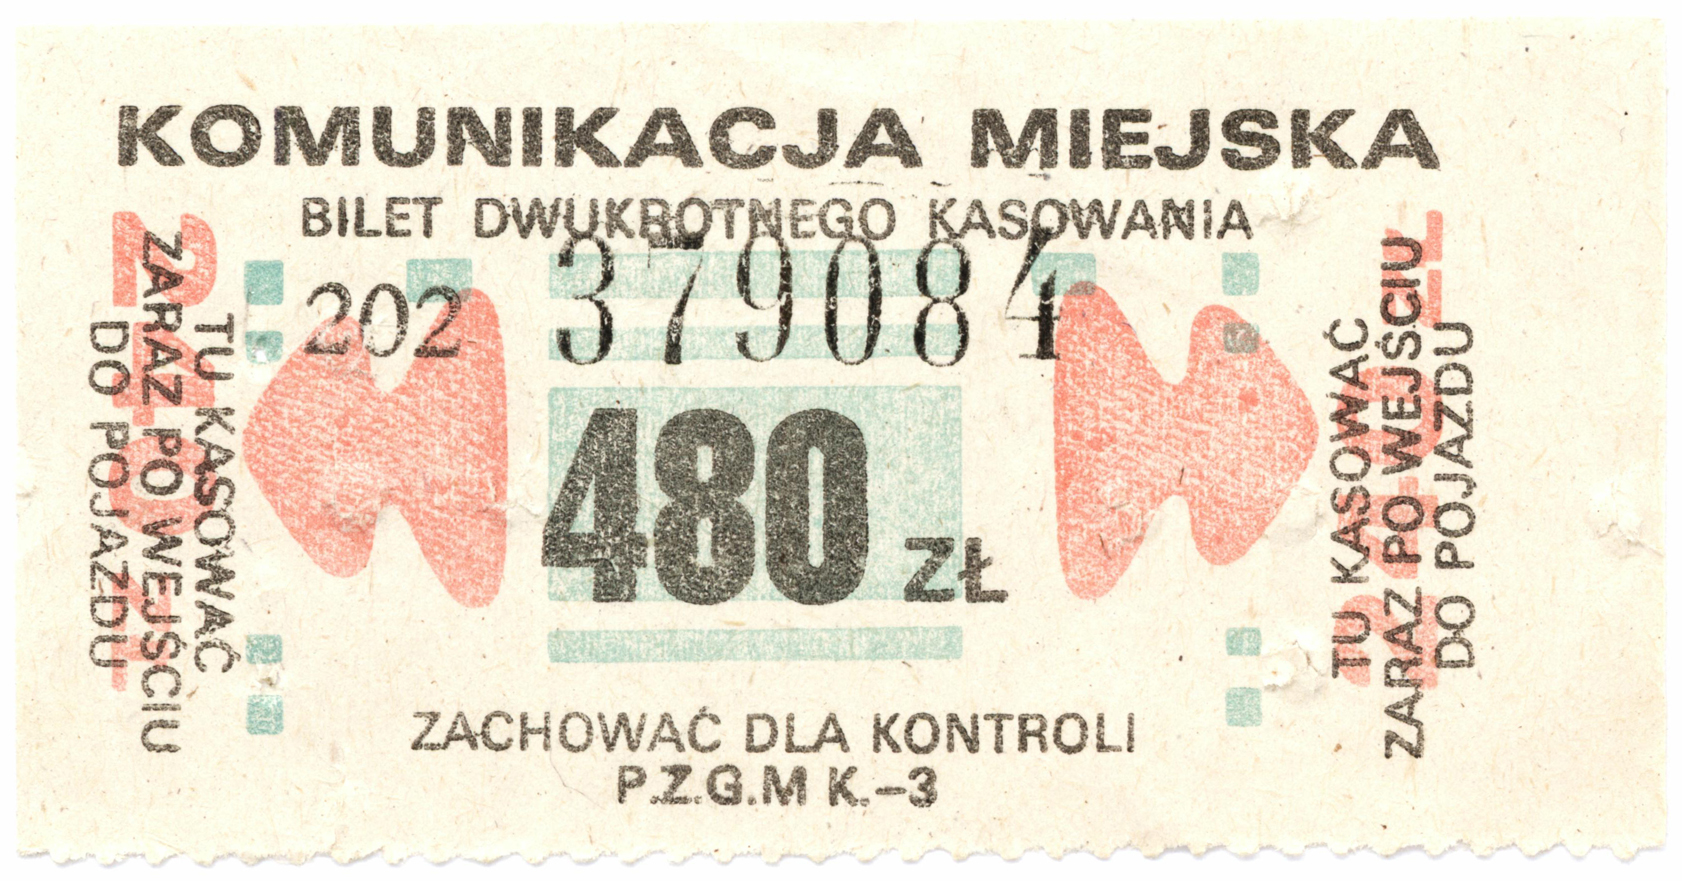 KOMUNIKACJA MIEJSKA
BILET DWUKROTNEGO KASOWANIA
202 379084
480 ZŁ
TU KASOWAĆ
ZARAZ PO WEJŚCIU
DO POJAZDU
TU KASOWAĆ
ZARAZ PO WEJŚCIU
DO POJAZDU
ZACHOWAĆ DLA KONTROLI
P.Z.G.M K.-3